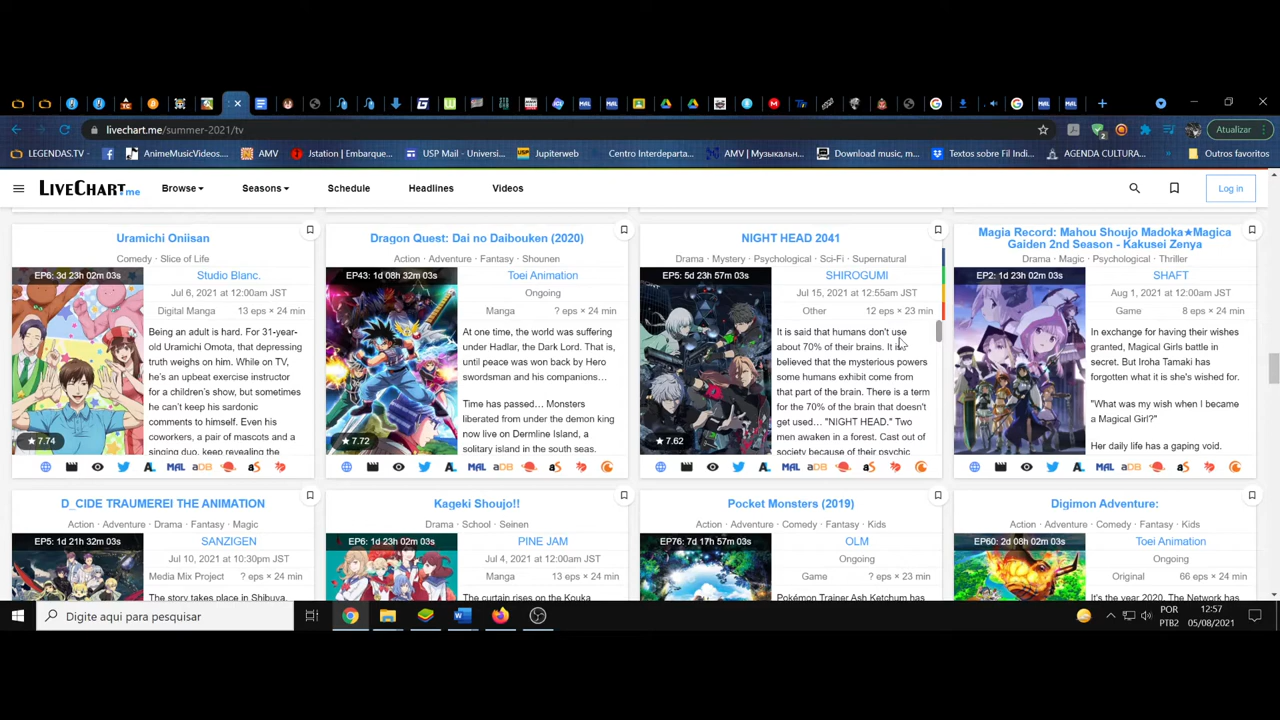 livechart.me/summer-2021/tv
Atualizar
LEGENDAS.TV -
AnimeMusicVideos...
AMV
Jstation | Embarque...
USP Mail - Universi...
Jupiterweb
Centro Interdeparta...
AMV | Музыкальн...
Download music, m...
Textos sobre Fil Indi...
AGENDA CULTURA...
Outros favoritos
LIVECHART.me
Browse
Seasons
Schedule
Headlines
Videos
Log in
Uramichi Oniisan
Comedy · Slice of Life
EP6: 3d 23h 02m 03s
Studio Blanc.
Jul 6, 2021 at 12:00am JST
Digital Manga 13 eps × 24 min
Being an adult is hard. For 31-year-
old Uramichi Omota, that depressing
truth weighs on him. While on TV,
he's an upbeat exercise instructor
for a children's show, but sometimes
he can't keep his sardonic
comments to himself. Even his
coworkers, a pair of mascots and a
singing duo, keep revealing the
★ 7.74
Dragon Quest: Dai no Daibouken (2020)
Action · Adventure · Fantasy · Shounen
EP43: 1d 08h 32m 03s
Toei Animation
Ongoing
Manga ? eps × 24 min
At one time, the world was suffering
under Hadlar, the Dark Lord. That is,
until peace was won back by Hero
swordsman and his companions…
Time has passed… Monsters
liberated from under the demon king
now live on Dermline Island, a
solitary island in the south seas.
★ 7.72
NIGHT HEAD 2041
Drama · Mystery · Psychological · Sci-Fi · Supernatural
EP5: 5d 23h 57m 03s
SHIROGUMI
Jul 15, 2021 at 12:55am JST
Other 12 eps × 23 min
It is said that humans don't use
about 70% of their brains. It is
believed that the mysterious powers
some humans exhibit come from
that part of the brain. There is a term
for the 70% of the brain that doesn't
get used… "NIGHT HEAD." Two
men awaken in a forest. Cast out of
society because of their psychic
★ 7.62
Magia Record: Mahou Shoujo Madoka★Magica
Gaiden 2nd Season - Kakusei Zenya
Drama · Magic · Psychological · Thriller
EP2: 1d 23h 02m 03s
SHAFT
Aug 1, 2021 at 12:00am JST
Game 8 eps × 24 min
In exchange for having their wishes
granted, Magical Girls battle in
secret. But Iroha Tamaki has
forgotten what it is she's wished for.
"What was my wish when I became
a Magical Girl?"
Her daily life has a gaping void.
MAL aDB aS
MAL aDB aS
MAL aDB aS
MAL aDB aS
D_CIDE TRAUMEREI THE ANIMATION
Action · Adventure · Drama · Fantasy · Magic
EP5: 1d 21h 32m 03s
SANZIGEN
Jul 10, 2021 at 10:30pm JST
Media Mix Project ? eps × 24 min
The story takes place in Shibuya,
Kageki Shoujo!!
Drama · School · Seinen
EP6: 1d 23h 02m 03s
PINE JAM
Jul 4, 2021 at 12:00am JST
Manga 13 eps × 24 min
The curtain rises on the Kouka
Pocket Monsters (2019)
Action · Adventure · Comedy · Fantasy · Kids
EP76: 7d 17h 57m 03s
OLM
Ongoing
Game ? eps × 23 min
Pokémon Trainer Ash Ketchum has
Digimon Adventure:
Action · Adventure · Comedy · Fantasy · Kids
EP60: 2d 08h 02m 03s
Toei Animation
Ongoing
Original 66 eps × 24 min
It's the year 2020. The Network has
Digite aqui para pesquisar
POR
PTB2
12:57
05/08/2021